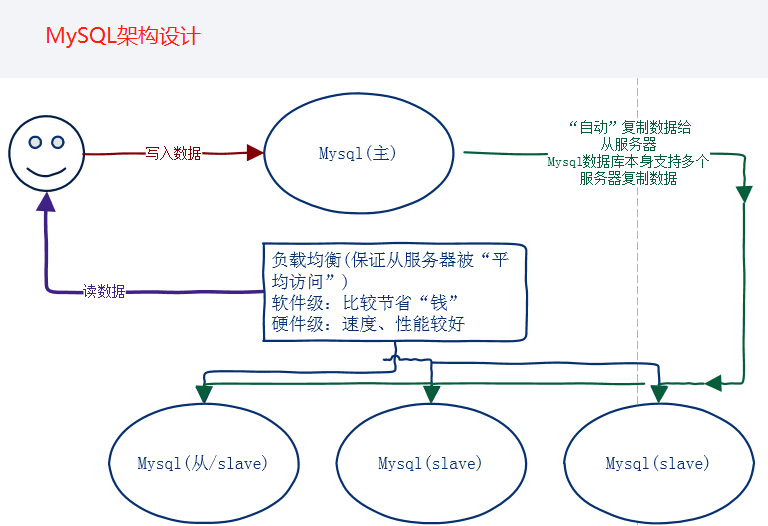 MySQL架构设计
“自动”复制数据给
从服务器
Mysql数据库本身支持多个
服务器复制数据
写入数据
Mysql(主)
负载均衡(保证从服务器被“平
均访问”)
软件级：比较节省“钱”
硬件级：速度、性能较好
读数据
Mysql(从/slave)
Mysql(slave)
Mysql(slave)